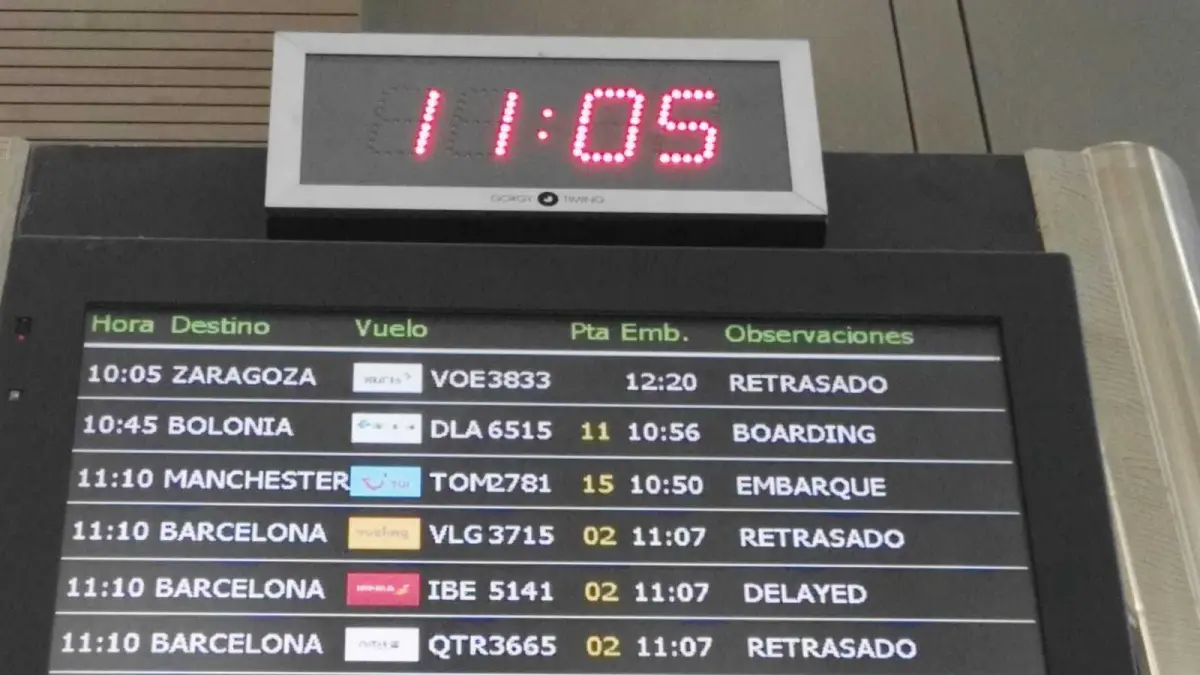 11:05
GORGY TIMING
Hora Destino Vuelo Pta Emb. Observaciones
10:05 ZARAGOZA VOE3833 12:20 RETRASADO
10:45 BOLONIA DLA 6515 11 10:56 BOARDING
11:10 MANCHESTER TUI TOM2781 15 10:50 EMBARQUE
11:10 BARCELONA vueling VLG 3715 02 11:07 RETRASADO
11:10 BARCELONA IBE 5141 02 11:07 DELAYED
11:10 BARCELONA QTR3665 02 11:07 RETRASADO